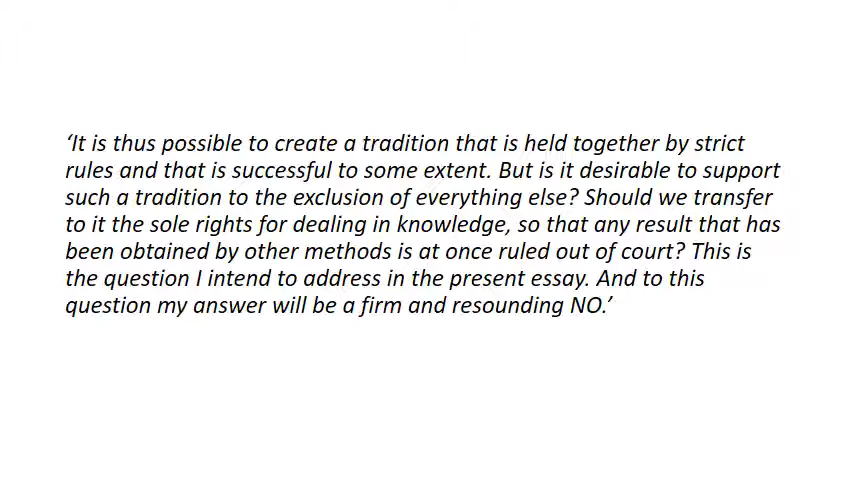 ‘It is thus possible to create a tradition that is held together by strict
rules and that is successful to some extent. But is it desirable to support
such a tradition to the exclusion of everything else? Should we transfer
to it the sole rights for dealing in knowledge, so that any result that has
been obtained by other methods is at once ruled out of court? This is
the question I intend to address in the present essay. And to this
question my answer will be a firm and resounding NO.’